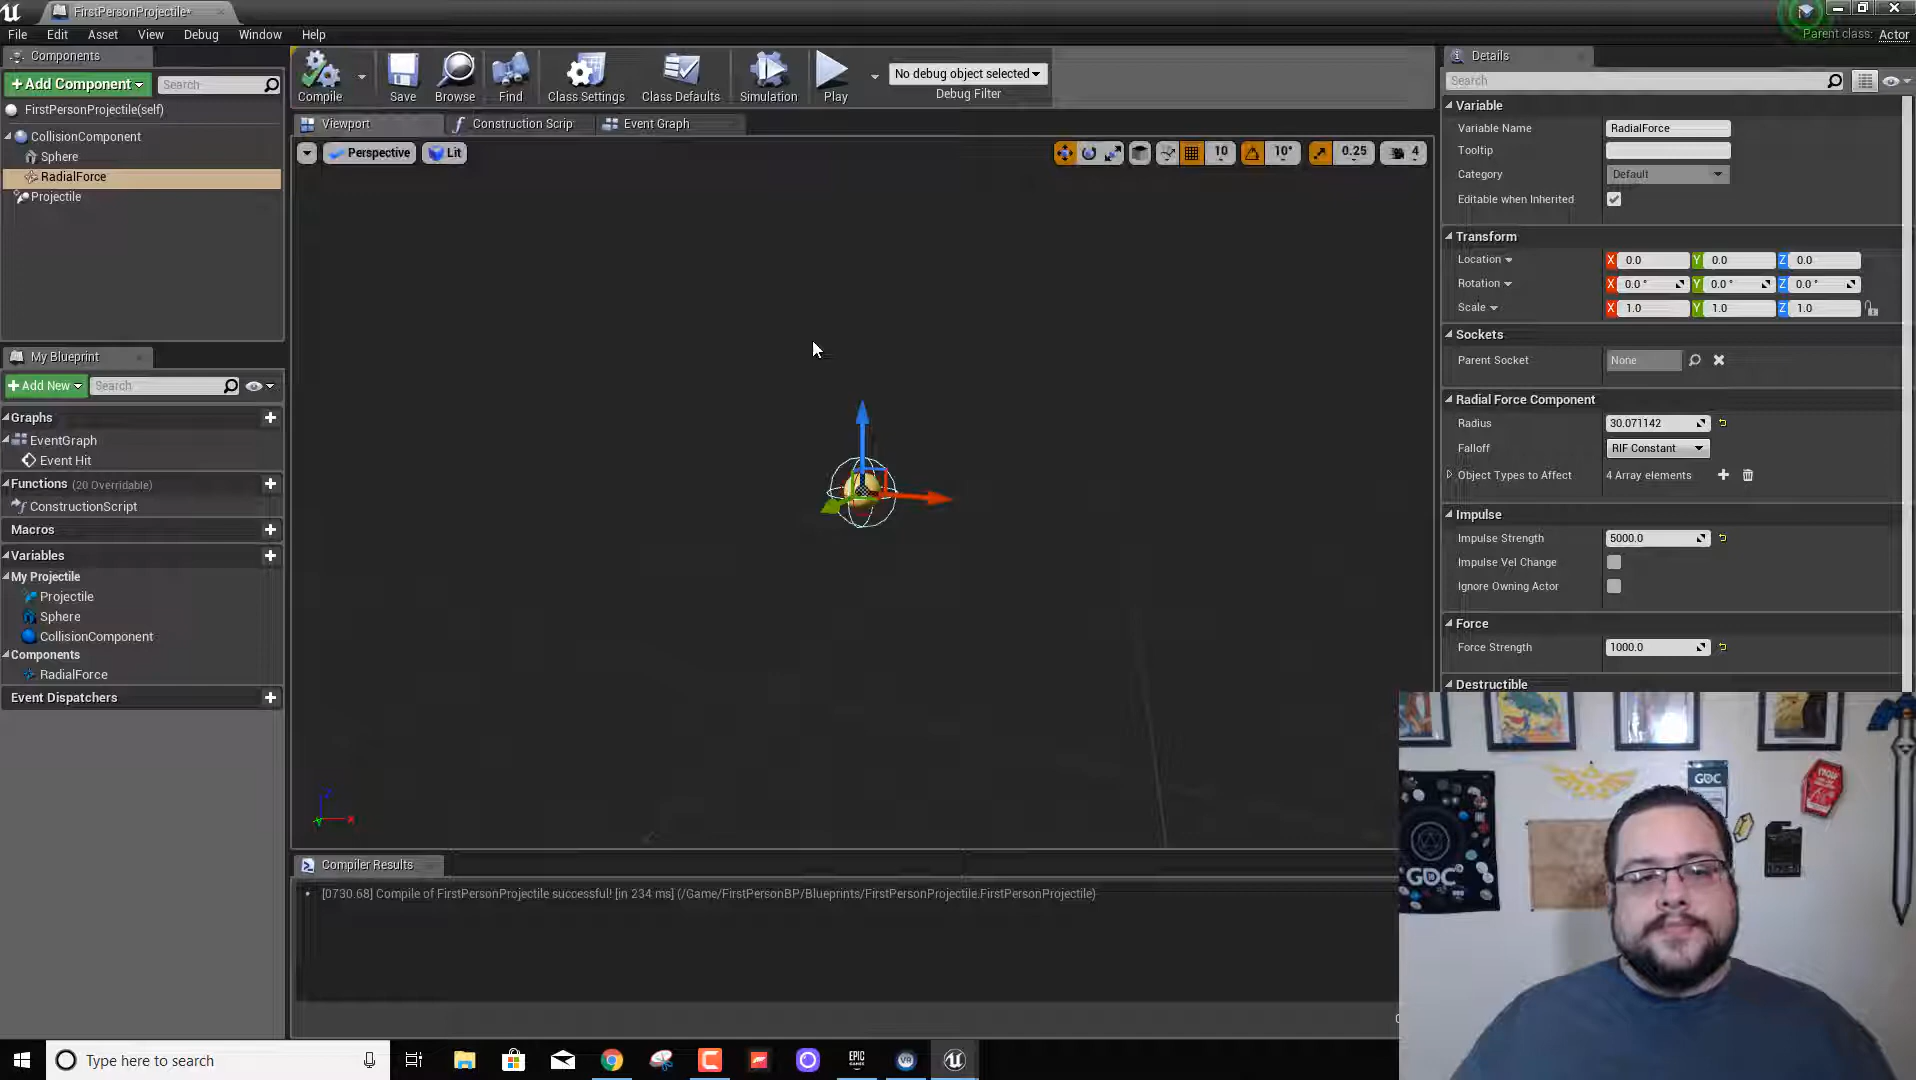 FirstPersonProjectile*
File Edit Asset Debug View Window Help
Parent class: Actor
Components
+Add Component
Search
FirstPersonProjectile(self)
CollisionComponent
Sphere
RadialForce
Projectile
My Blueprint
+Add New
Search
Graphs
EventGraph
Event Hit
Functions (20 Overridable)
ConstructionScript
Macros
Variables
My Projectile
Projectile
Sphere
CollisionComponent
Components
RadialForce
Event Dispatchers
Compile
Save
Browse
Find
Class Settings
Class Defaults
Simulation
Play
No debug object selected
Debug Filter
Viewport
Construction Scrip
Event Graph
Perspective
Lit
10
10°
0.25
4
Compiler Results
[0730.68] Compile of FirstPersonProjectile successful! [in 234 ms] (/Game/FirstPersonBP/Blueprints/FirstPersonProjectile.FirstPersonProjectile)
Details
Search
Variable
Variable Name RadialForce
Tooltip
Category Default
Editable when Inherited
Transform
Location X 0.0 Y 0.0 Z 0.0
Rotation X 0.0° Y 0.0° Z 0.0°
Scale X 1.0 Y 1.0 Z 1.0
Sockets
Parent Socket None
Radial Force Component
Radius 30.071142
Falloff RIF Constant
Object Types to Affect 4 Array elements
Impulse
Impulse Strength 5000.0
Impulse Vel Change
Ignore Owning Actor
Force
Force Strength 1000.0
Destructible
GDC
GDC
Type here to search
EPIC GAMES
VR